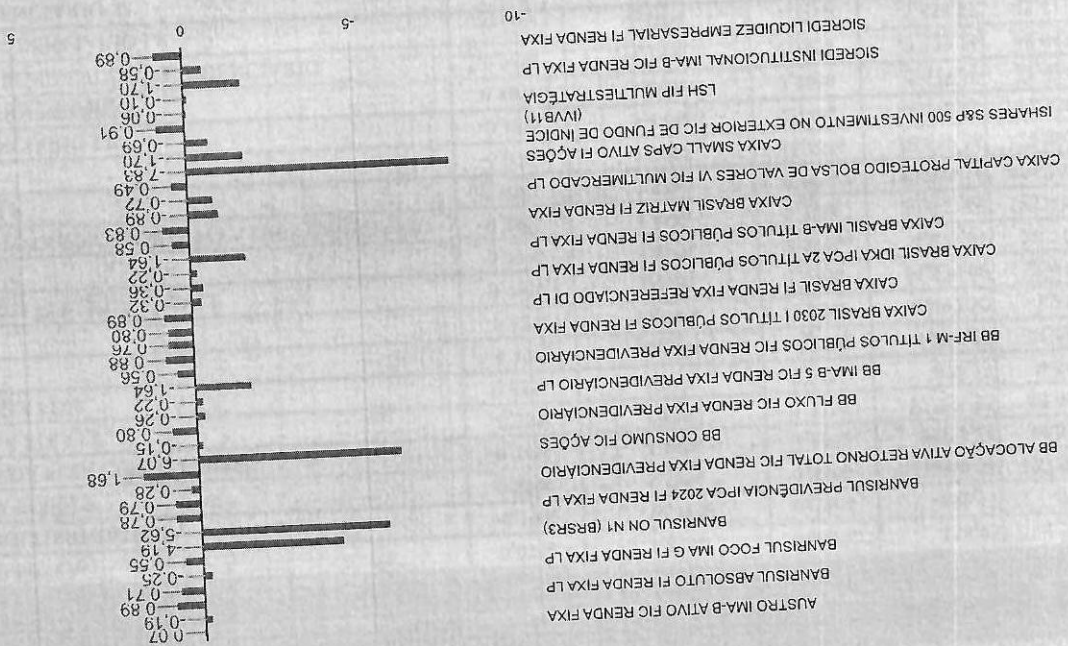 AUSTRO IMA-B ATIVO FIC RENDA FIXA
BANRISUL ABSOLUTO FI RENDA FIXA LP
BANRISUL FOCO IMA G FI RENDA FIXA LP
BANRISUL ON N1 (BRSR3)
BANRISUL PREVIDÊNCIA IPCA 2024 FI RENDA FIXA LP
BB ALOCAÇÃO ATIVA RETORNO TOTAL FIC RENDA FIXA PREVIDENCIÁRIO
BB CONSUMO FIC AÇÕES
BB FLUXO FIC RENDA FIXA PREVIDENCIÁRIO
BB IMA-B 5 FIC RENDA FIXA PREVIDENCIÁRIO LP
BB IRF-M 1 TÍTULOS PÚBLICOS FIC RENDA FIXA PREVIDENCIÁRIO
CAIXA BRASIL 2030 I TÍTULOS PÚBLICOS FI RENDA FIXA
CAIXA BRASIL FI RENDA FIXA REFERENCIADO DI LP
CAIXA BRASIL IDKA IPCA 2A TÍTULOS PÚBLICOS FI RENDA FIXA LP
CAIXA BRASIL IMA-B TÍTULOS PÚBLICOS FI RENDA FIXA LP
CAIXA BRASIL MATRIZ FI RENDA FIXA
CAIXA CAPITAL PROTEGIDO BOLSA DE VALORES VI FIC MULTIMERCADO LP
CAIXA SMALL CAPS ATIVO FI AÇÕES
ISHARES S&P 500 INVESTIMENTO NO EXTERIOR FIC DE FUNDO DE ÍNDICE
(IVVB11)
LSH FIP MULTIESTRATÉGIA
SICREDI INSTITUCIONAL IMA-B FIC RENDA FIXA LP
SICREDI LIQUIDEZ EMPRESARIAL FI RENDA FIXA
0,07
-0,19
0,89
0,71
-0,25
0,55
-4,19
-5,62
0,78
0,79
0,28
1,68
-6,07
-0,15
0,80
-0,26
-0,22
-1,64
0,56
0,88
0,76
0,80
0,89
-0,32
-0,36
-0,22
-1,64
0,58
0,83
-0,89
-0,72
0,49
-7,83
-1,70
-0,69
0,91
0,06
-0,10
-1,70
-0,58
0,89
-10 -5 0 5